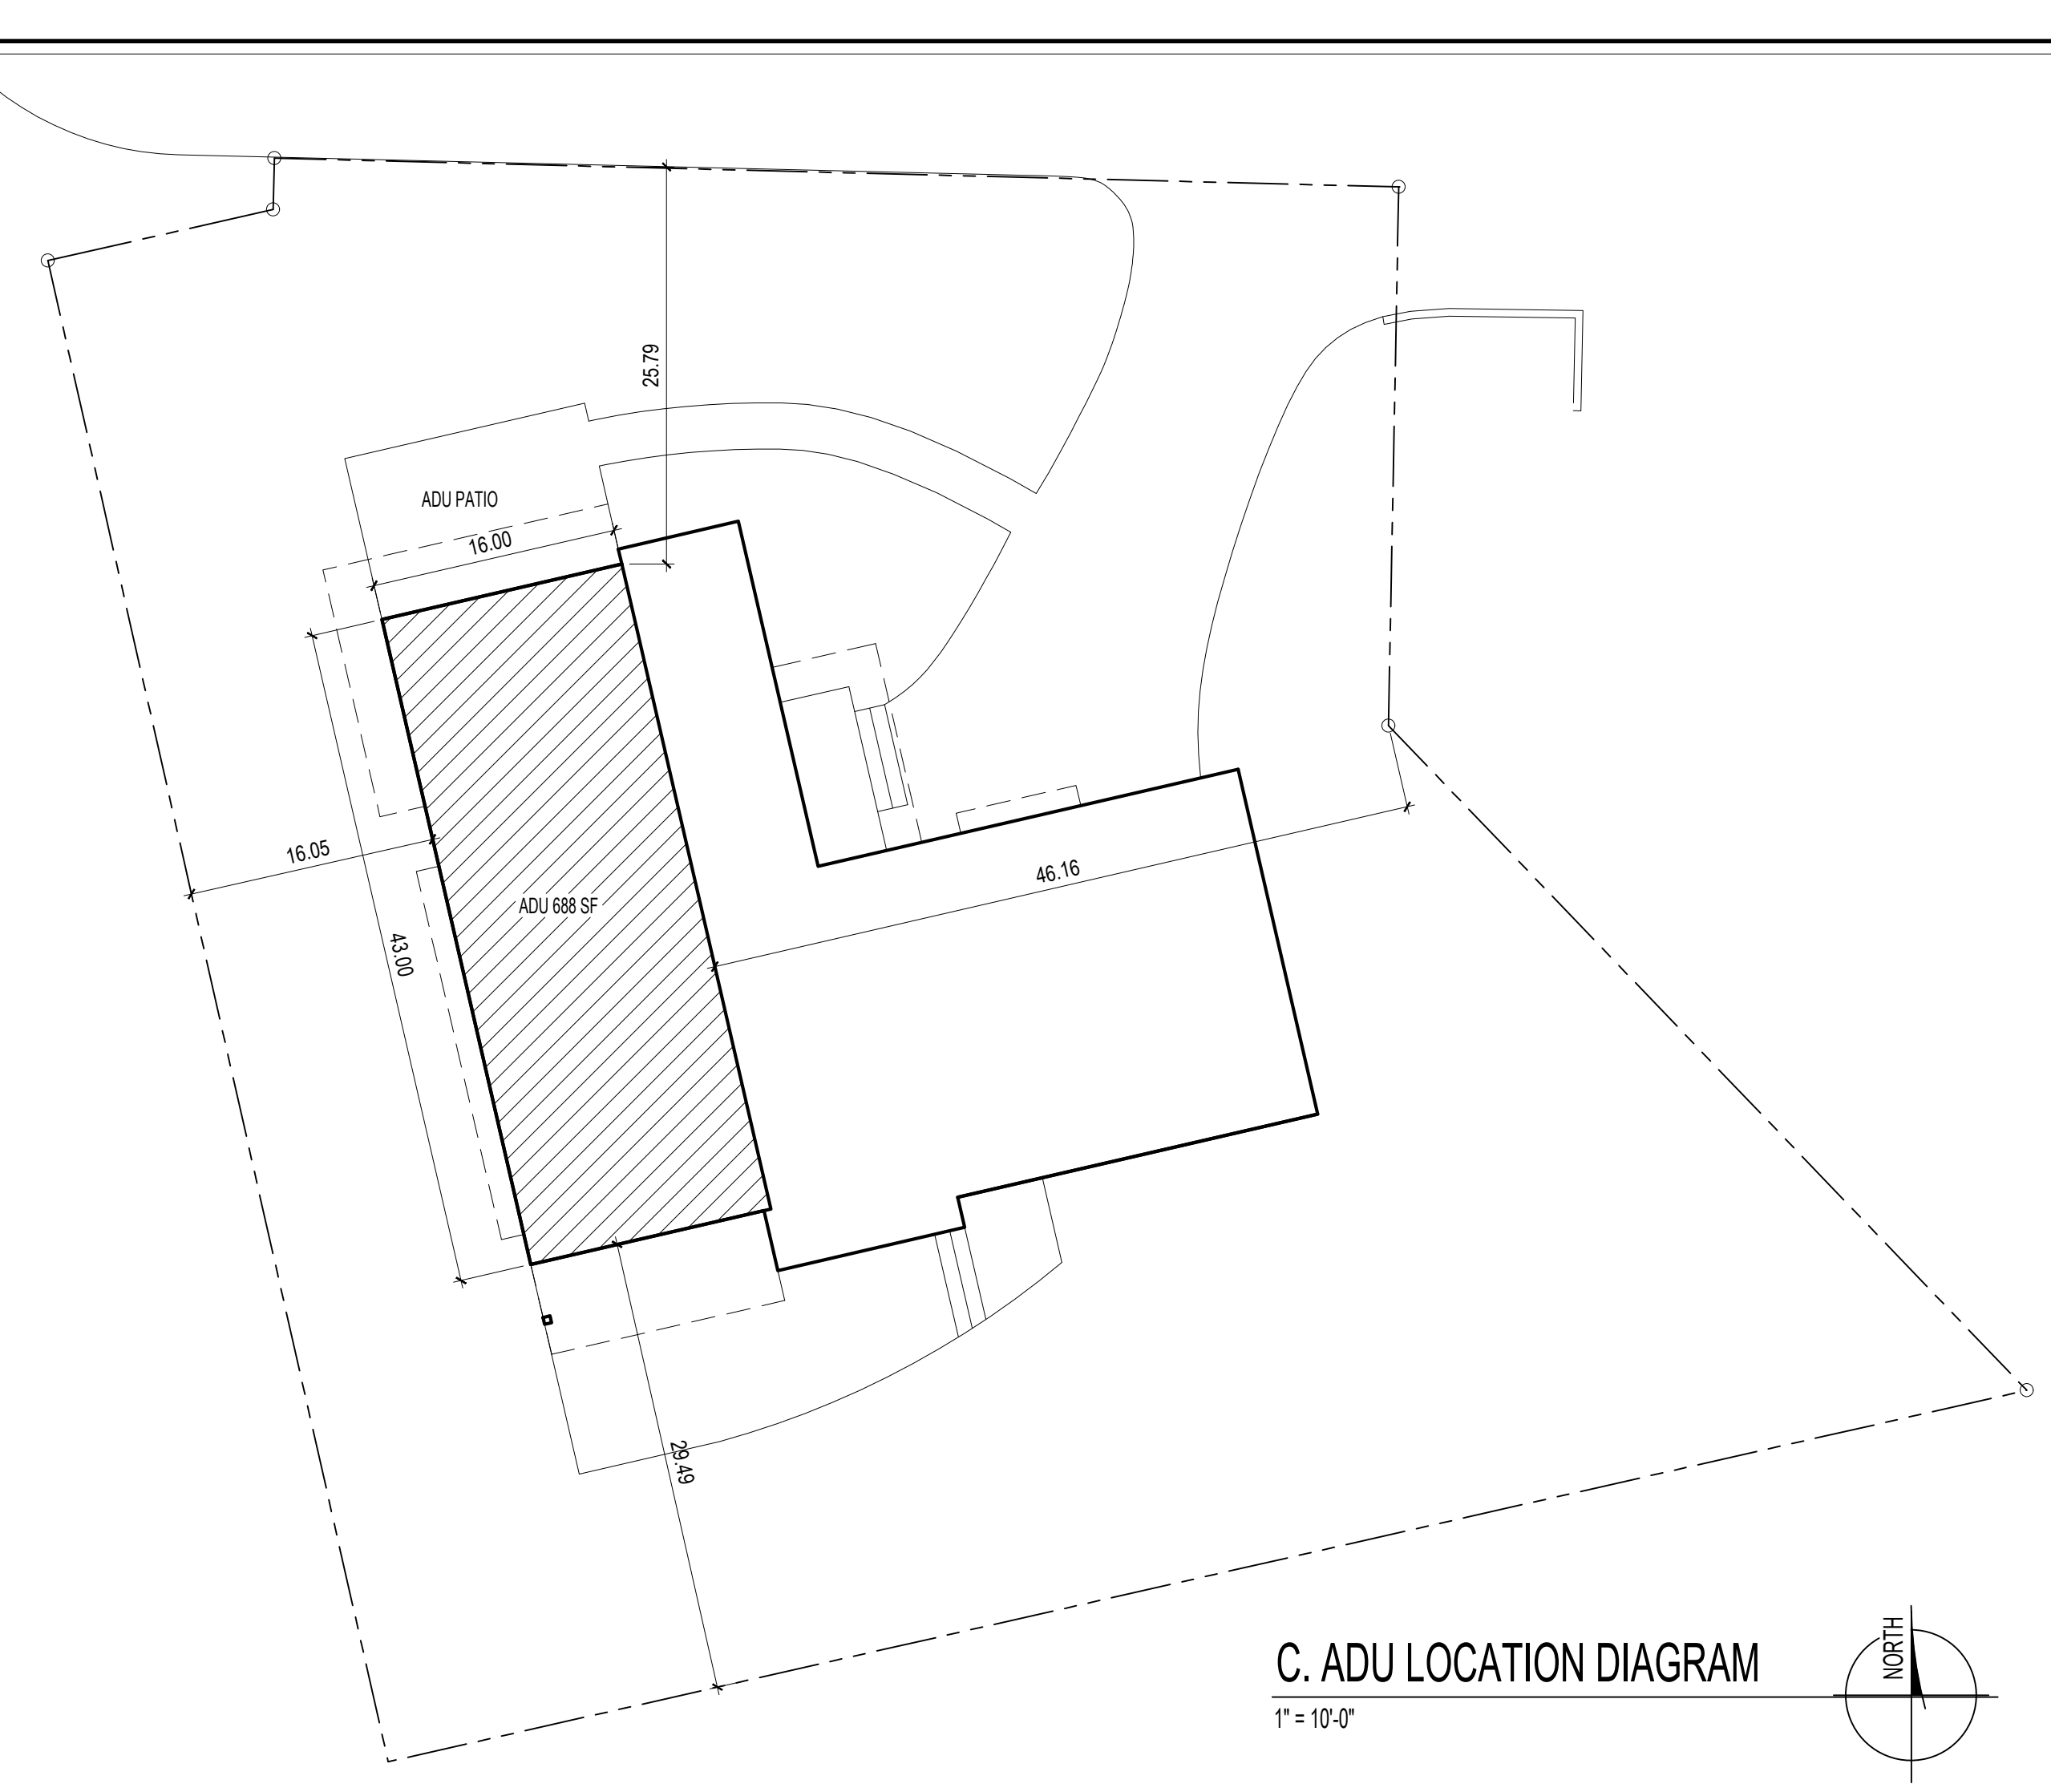 25.79
ADU PATIO
16.00
16.05
46.16
ADU 688 SF
43.00
29.49
C. ADU LOCATION DIAGRAM
1" = 10'-0"
NORTH